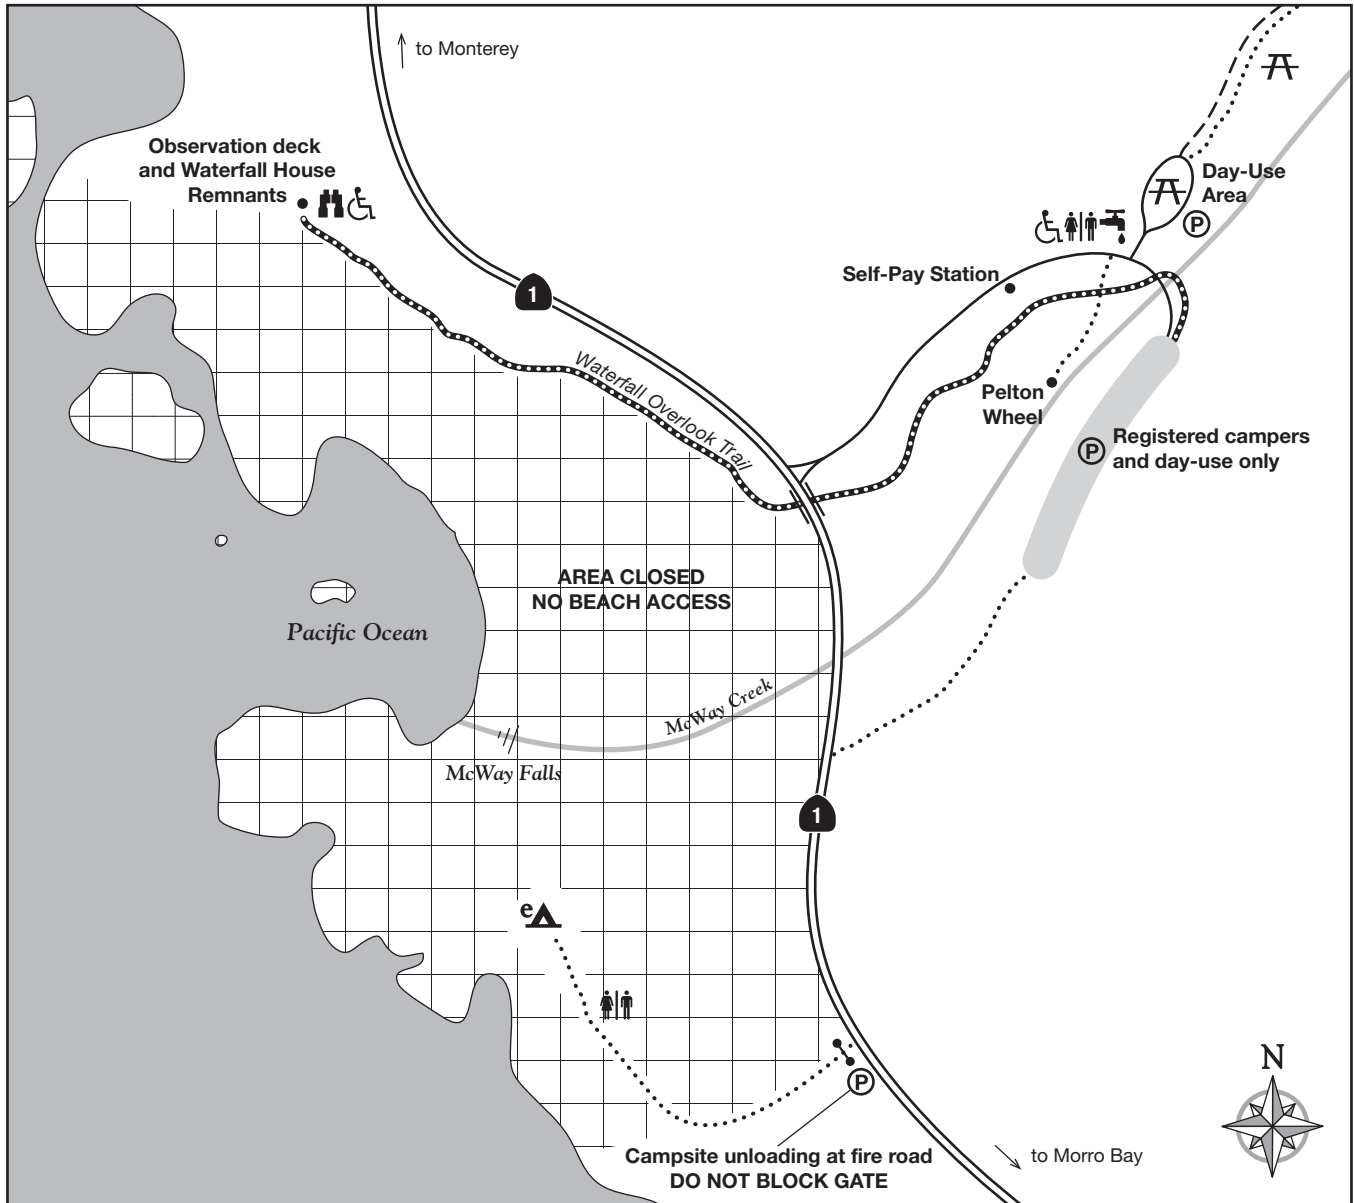 to Monterey
Observation deck
and Waterfall House
Remnants
Day-Use
Area
P
1
Self-Pay Station
Waterfall Overlook Trail
Pelton
Wheel
P
Registered campers
and day-use only
AREA CLOSED
NO BEACH ACCESS
Pacific Ocean
McWay Creek
McWay Falls
1
e
P
N
Campsite unloading at fire road
DO NOT BLOCK GATE
to Morro Bay